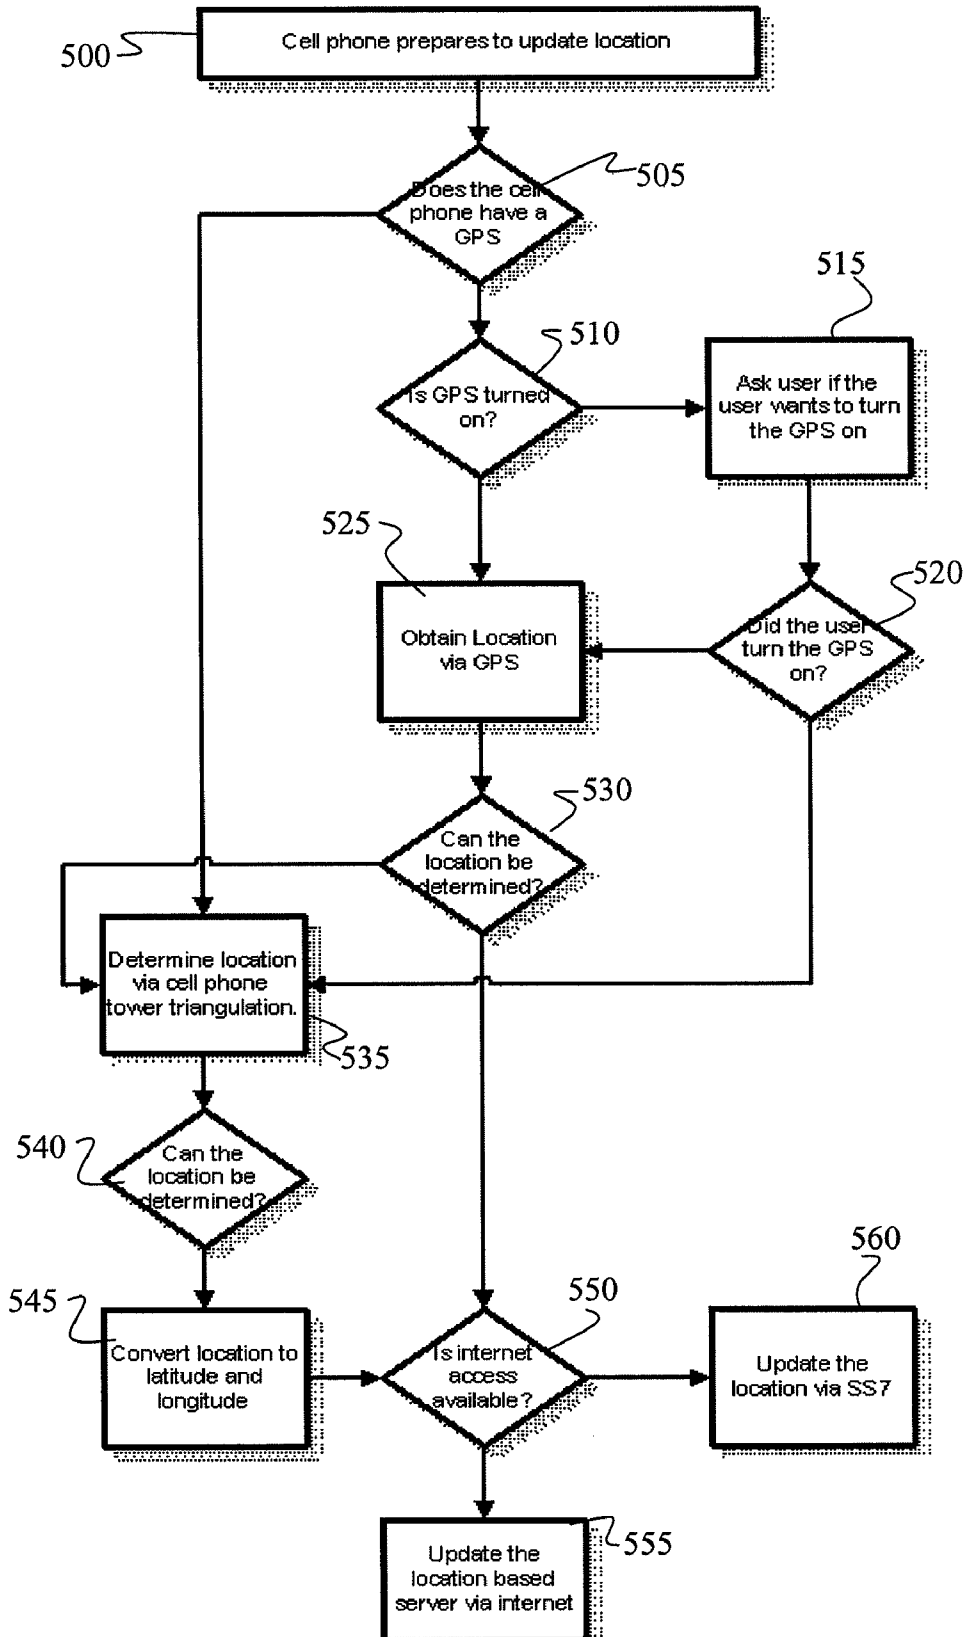 500
Cell phone prepares to update location
505
Does the cell
phone have a
GPS
510
Is GPS turned
on?
515
Ask user if the
user wants to turn
the GPS on
520
Did the user
turn the GPS
on?
525
Obtain Location
via GPS
530
Can the
location be
determined?
Determine location
via cell phone
tower triangulation.
535
540
Can the
location be
determined?
545
Convert location to
latitude and
longitude
550
Is internet
access
available?
560
Update the
location via SS7
555
Update the
location based
server via internet